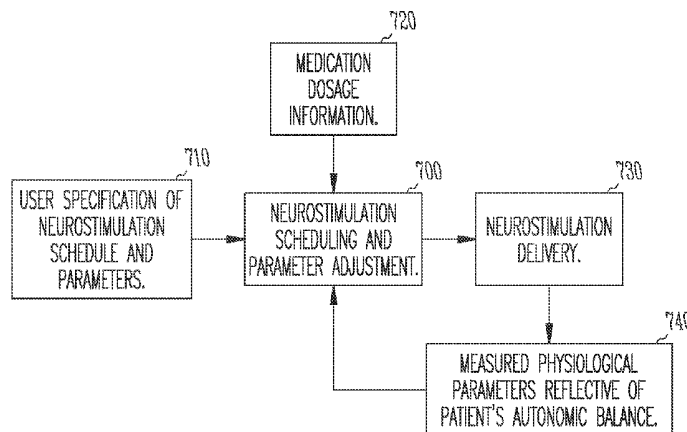 720
MEDICATION
DOSAGE
INFORMATION.
710
USER SPECIFICATION OF
NEUROSTIMULATION
SCHEDULE AND
PARAMETERS.
700
NEUROSTIMULATION
SCHEDULING AND
PARAMETER ADJUSTMENT.
730
NEUROSTIMULATION
DELIVERY.
740
MEASURED PHYSIOLOGICAL
PARAMETERS REFLECTIVE OF
PATIENT'S AUTONOMIC BALANCE.